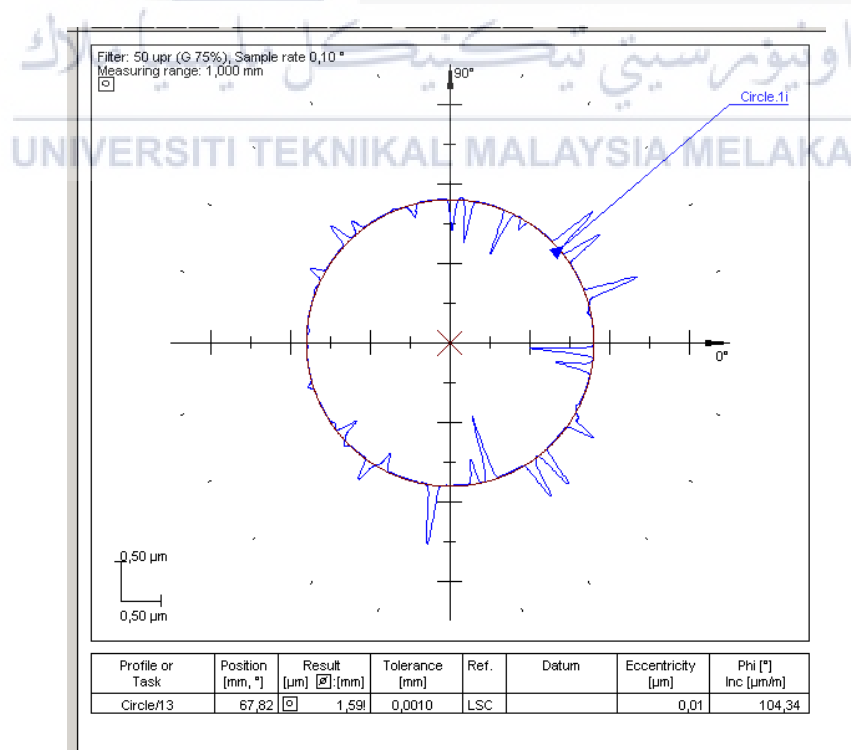 Filter: 50 upr (G 75%), Sample rate 0,10 °
Measuring range: 1,000 mm
90°
Circle.1i
اونيورسيتي تيكنيكل مليسيا ملاك
UNIVERSITI TEKNIKAL MALAYSIA MELAKA
0°
0,50 µm
0,50 µm
Profile or Task Position [mm, °] Result [µm] :[mm] Tolerance [mm] Ref. Datum Eccentricity [µm] Phi [°] Inc [µm/m]
Circle/13 67,82 1,59! 0,0010 LSC 0,01 104,34